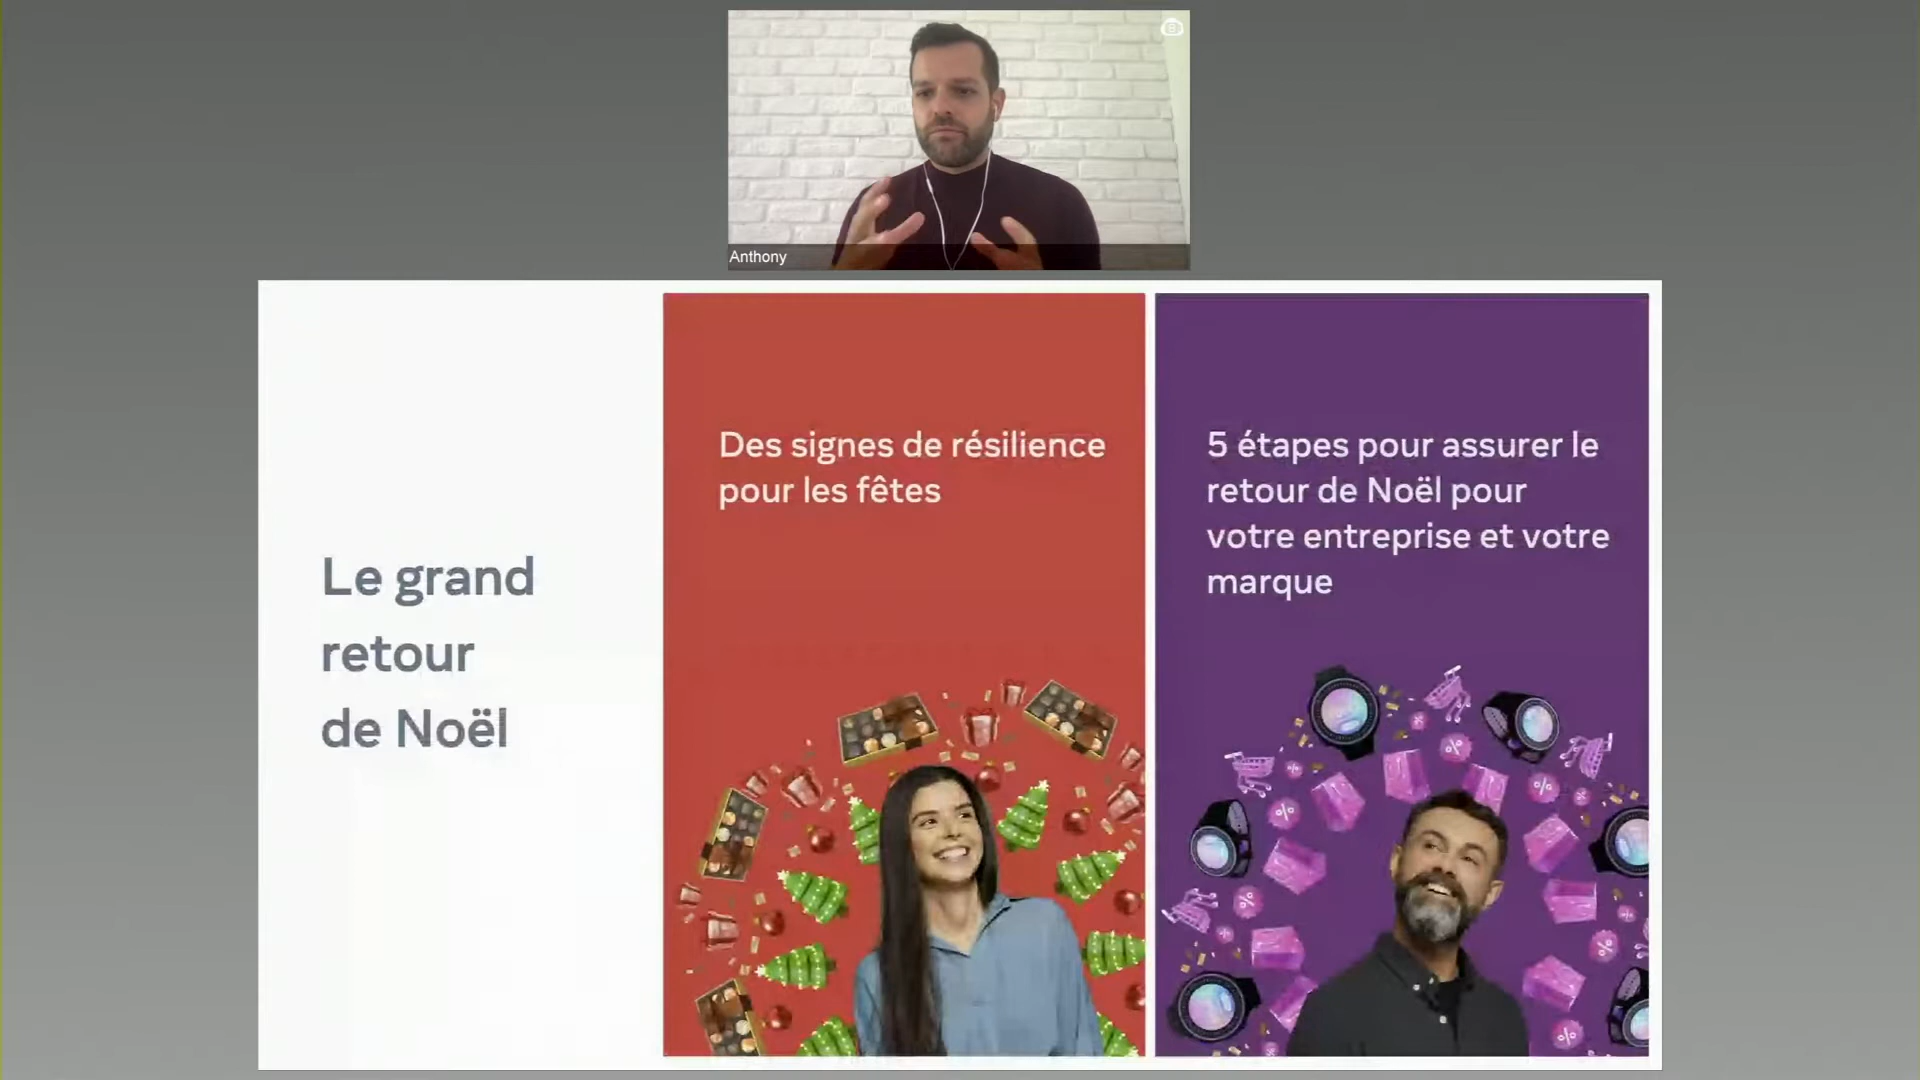 Anthony
Le grand
retour
de Noël
Des signes de résilience
pour les fêtes
5 étapes pour assurer le
retour de Noël pour
votre entreprise et votre
marque